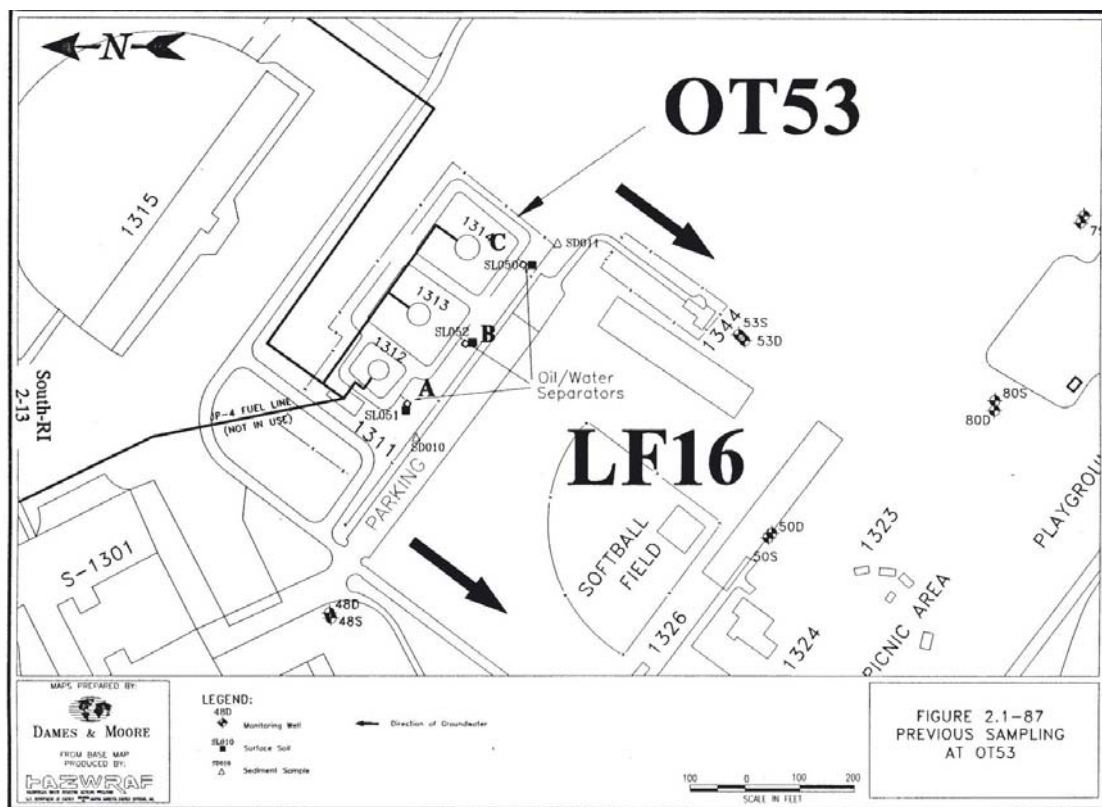 N
OT53
1315
1314
C
SD011
SL050
1313
SL052
B
1344
53S
53D
1312
Oil/Water
Separators
A
South-RI
2-13
JP-4 FUEL LINE
(NOT IN USE)
SL051
1311
SD010
80S
80D
LF16
PARKING
PLAYGROUN
SOFTBALL
FIELD
50D
50S
1323
S-1301
48D
48S
1326
1324
PICNIC AREA
MAPS PREPARED BY:
DAMES & MOORE
FROM BASE MAP
PRODUCED BY:
HAZWRAP
LEGEND:
48D
Monitoring Well
Direction of Groundwater
SL010
Surface Soil
SD010
Sediment Sample
100 0 100 200
SCALE IN FEET
FIGURE 2.1-87
PREVIOUS SAMPLING
AT OT53